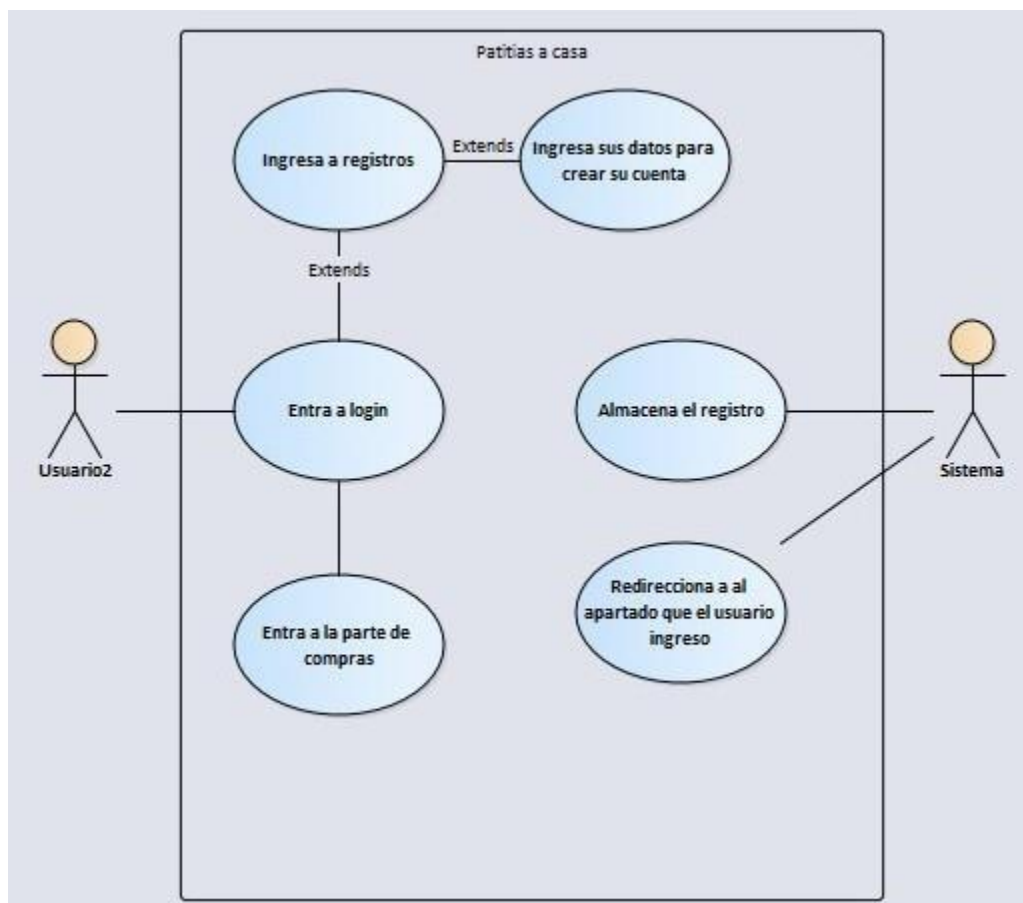 Patitias a casa
Ingresa a registros
Extends
Ingresa sus datos para
crear su cuenta
Extends
Entra a login
Almacena el registro
Usuario2
Sistema
Entra a la parte de
compras
Redirecciona a al
apartado que el usuario
ingreso